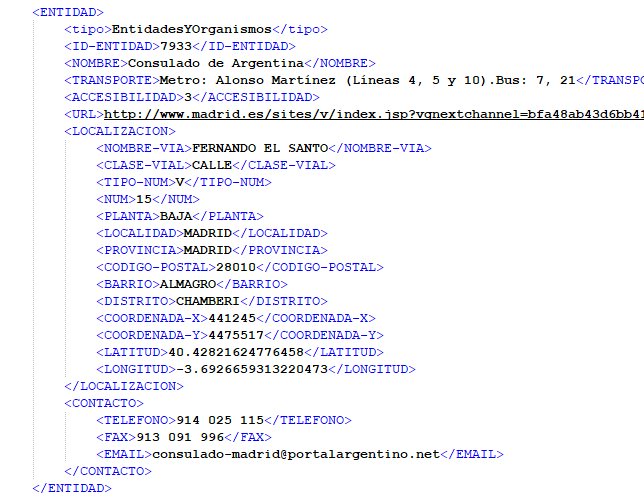 <ENTIDAD>
<tipo>EntidadesYOrganismos</tipo>
<ID-ENTIDAD>7933</ID-ENTIDAD>
<NOMBRE>Consulado de Argentina</NOMBRE>
<TRANSPORTE>Metro: Alonso Martínez (Líneas 4, 5 y 10).Bus: 7, 21</TRANSPO
<ACCESIBILIDAD>3</ACCESIBILIDAD>
<URL>http://www.madrid.es/sites/v/index.jsp?vgnextchannel=bfa48ab43d6bb41
<LOCALIZACION>
<NOMBRE-VIA>FERNANDO EL SANTO</NOMBRE-VIA>
<CLASE-VIAL>CALLE</CLASE-VIAL>
<TIPO-NUM>V</TIPO-NUM>
<NUM>15</NUM>
<PLANTA>BAJA</PLANTA>
<LOCALIDAD>MADRID</LOCALIDAD>
<PROVINCIA>MADRID</PROVINCIA>
<CODIGO-POSTAL>28010</CODIGO-POSTAL>
<BARRIO>ALMAGRO</BARRIO>
<DISTRITO>CHAMBERI</DISTRITO>
<COORDENADA-X>441245</COORDENADA-X>
<COORDENADA-Y>4475517</COORDENADA-Y>
<LATITUD>40.42821624776458</LATITUD>
<LONGITUD>-3.6926659313220473</LONGITUD>
</LOCALIZACION>
<CONTACTO>
<TELEFONO>914 025 115</TELEFONO>
<FAX>913 091 996</FAX>
<EMAIL>consulado-madrid@portalargentino.net</EMAIL>
</CONTACTO>
</ENTIDAD>